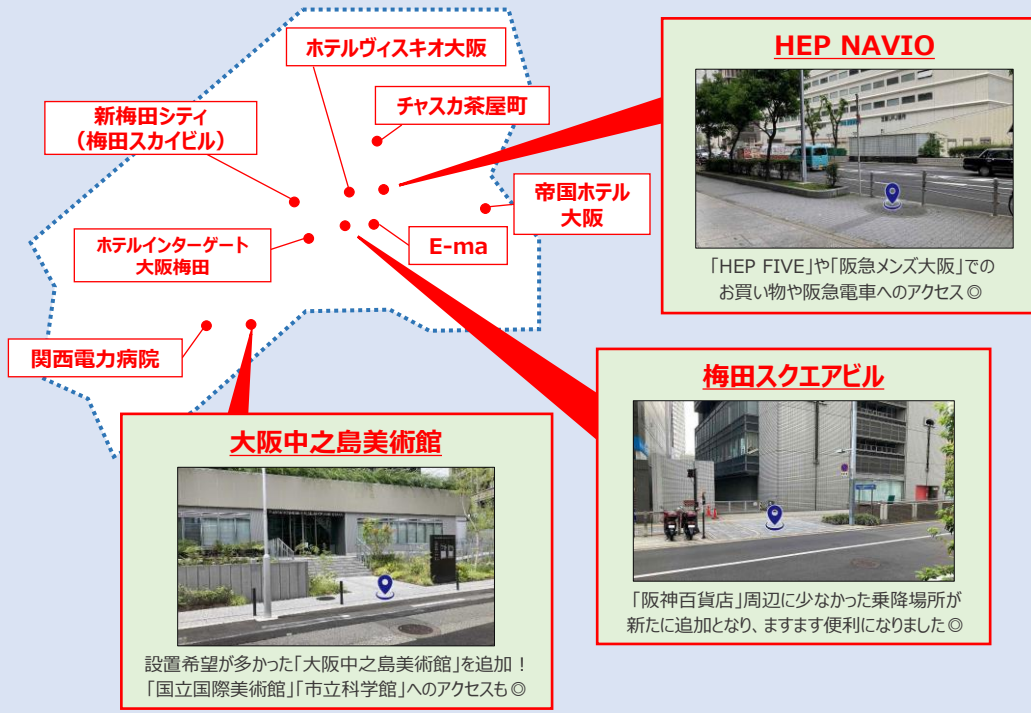 ホテルヴィスキオ大阪
チャスカ茶屋町
新梅田シティ
（梅田スカイビル）
帝国ホテル
大阪
E-ma
ホテルインターゲート
大阪梅田
関西電力病院
HEP NAVIO
「HEP FIVE」や「阪急メンズ大阪」での
お買い物や阪急電車へのアクセス◎
梅田スクエアビル
「阪神百貨店」周辺に少なかった乗降場所が
新たに追加となり、ますます便利になりました◎
大阪中之島美術館
設置希望が多かった「大阪中之島美術館」を追加！
「国立国際美術館」「市立科学館」へのアクセスも◎